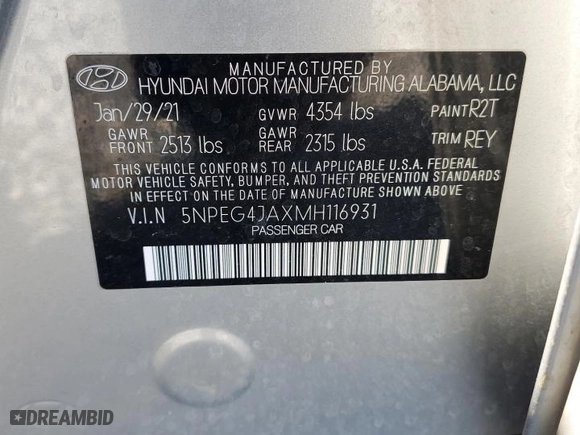 MANUFACTURED BY
HYUNDAI MOTOR MANUFACTURING ALABAMA, LLC
Jan/29/21 GVWR 4354 lbs PAINT R2T
GAWR FRONT 2513 lbs GAWR REAR 2315 lbs TRIM REY
THIS VEHICLE CONFORMS TO ALL APPLICABLE U.S.A. FEDERAL
MOTOR VEHICLE SAFETY, BUMPER, AND THEFT PREVENTION
STANDARDS IN EFFECT ON THE DATE OF MANUFACTURE SHOWN ABOVE.
V.I.N 5NPEG4JAXMH116931
PASSENGER CAR
DREAMBID